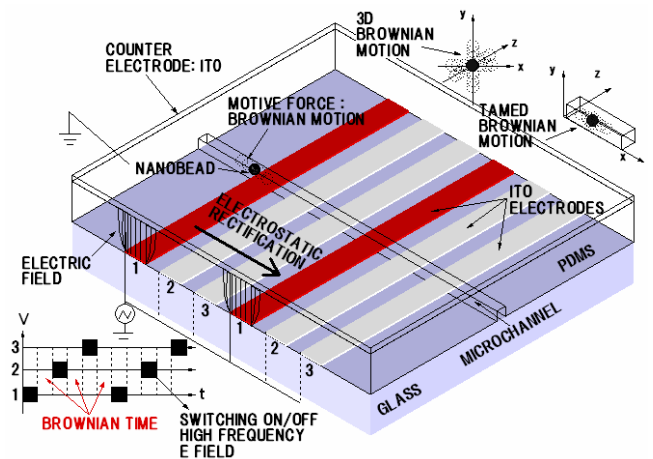 3D
BROWNIAN
MOTION
y
z
x
COUNTER
ELECTRODE: ITO
y
z
x
TAMED
BROWNIAN
MOTION
MOTIVE FORCE :
BROWNIAN MOTION
NANOBEAD
ELECTROSTATIC
RECTIFICATION
ITO
ELECTRODES
ELECTRIC
FIELD
1
2
3
1
2
3
PDMS
MICROCHANNEL
GLASS
V
3
2
1
t
BROWNIAN TIME
SWITCHING ON/OFF
HIGH FREQUENCY
E FIELD